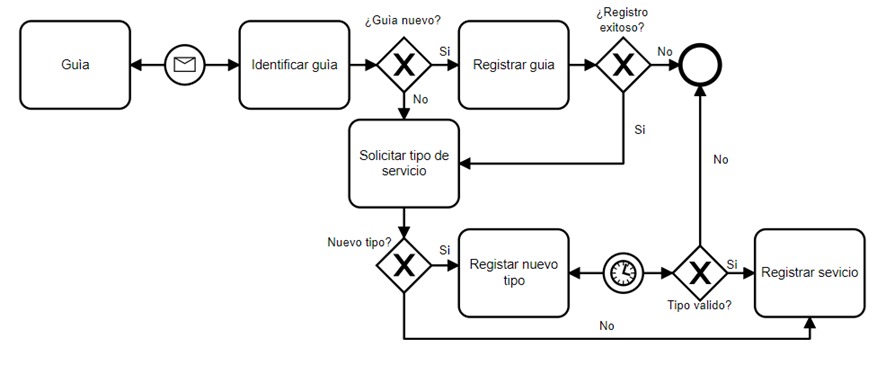 ¿Guia nuevo?
¿Registro
exitoso?
Guìa
Identificar guìa
Si
Registrar guia
No
No
Solicitar tipo de
servicio
Si
No
Nuevo tipo?
Si
Registar nuevo
tipo
Si
Registrar sevicio
Tipo valido?
No